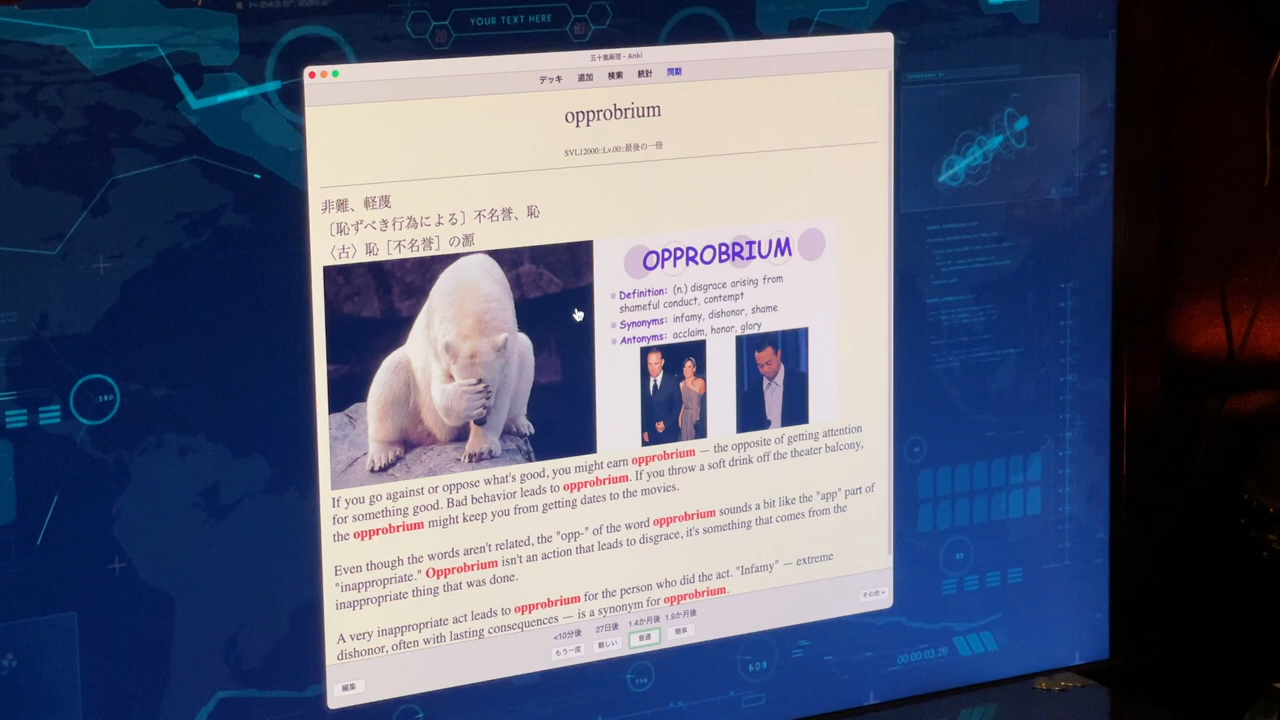 YOUR TEXT HERE
五十嵐麻理 - Anki
デッキ 追加 検索 統計 同期
opprobrium
SVL12000::Lv.00::最後の一冊
非難、軽蔑
〔恥ずべき行為による〕不名誉、恥
〈古〉恥［不名誉］の源
OPPROBRIUM
Definition: (n.) disgrace arising from
shameful conduct, contempt
Synonyms: infamy, dishonor, shame
Antonyms: acclaim, honor, glory
If you go against or oppose what's good, you might earn opprobrium — the opposite of getting attention
for something good. Bad behavior leads to opprobrium. If you throw a soft drink off the theater balcony,
the opprobrium might keep you from getting dates to the movies.
Even though the words aren't related, the "opp-" of the word opprobrium sounds a bit like the "app" part of
"inappropriate." Opprobrium isn't an action that leads to disgrace, it's something that comes from the
inappropriate thing that was done.
A very inappropriate act leads to opprobrium for the person who did the act. "Infamy" — extreme
dishonor, often with lasting consequences — is a synonym for opprobrium.
<10分後 27日後 1.4か月後 1.9か月後
もう一度 難しい 普通 簡単
編集
その他
00:00:03.28
609